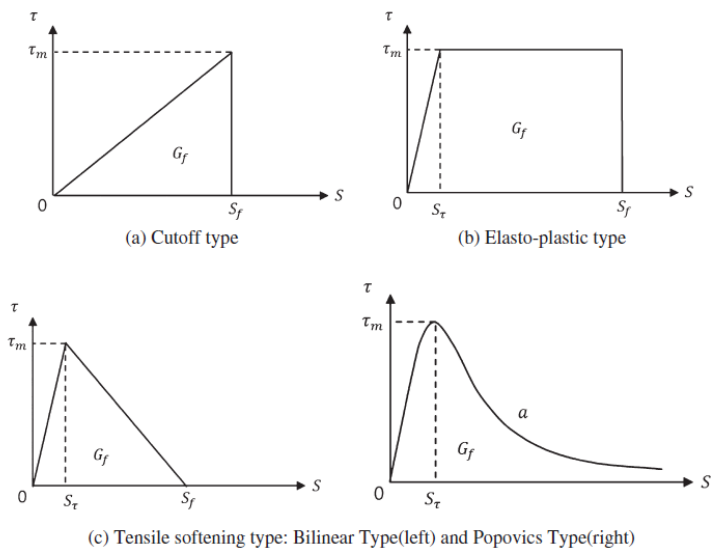 τ
τm
Gf
0
Sf
S
(a) Cutoff type
τ
τm
Gf
0
Sτ
Sf
S
(b) Elasto-plastic type
τ
τm
Gf
0
Sτ
Sf
S
τ
τm
a
Gf
0
Sτ
S
(c) Tensile softening type: Bilinear Type(left) and Popovics Type(right)